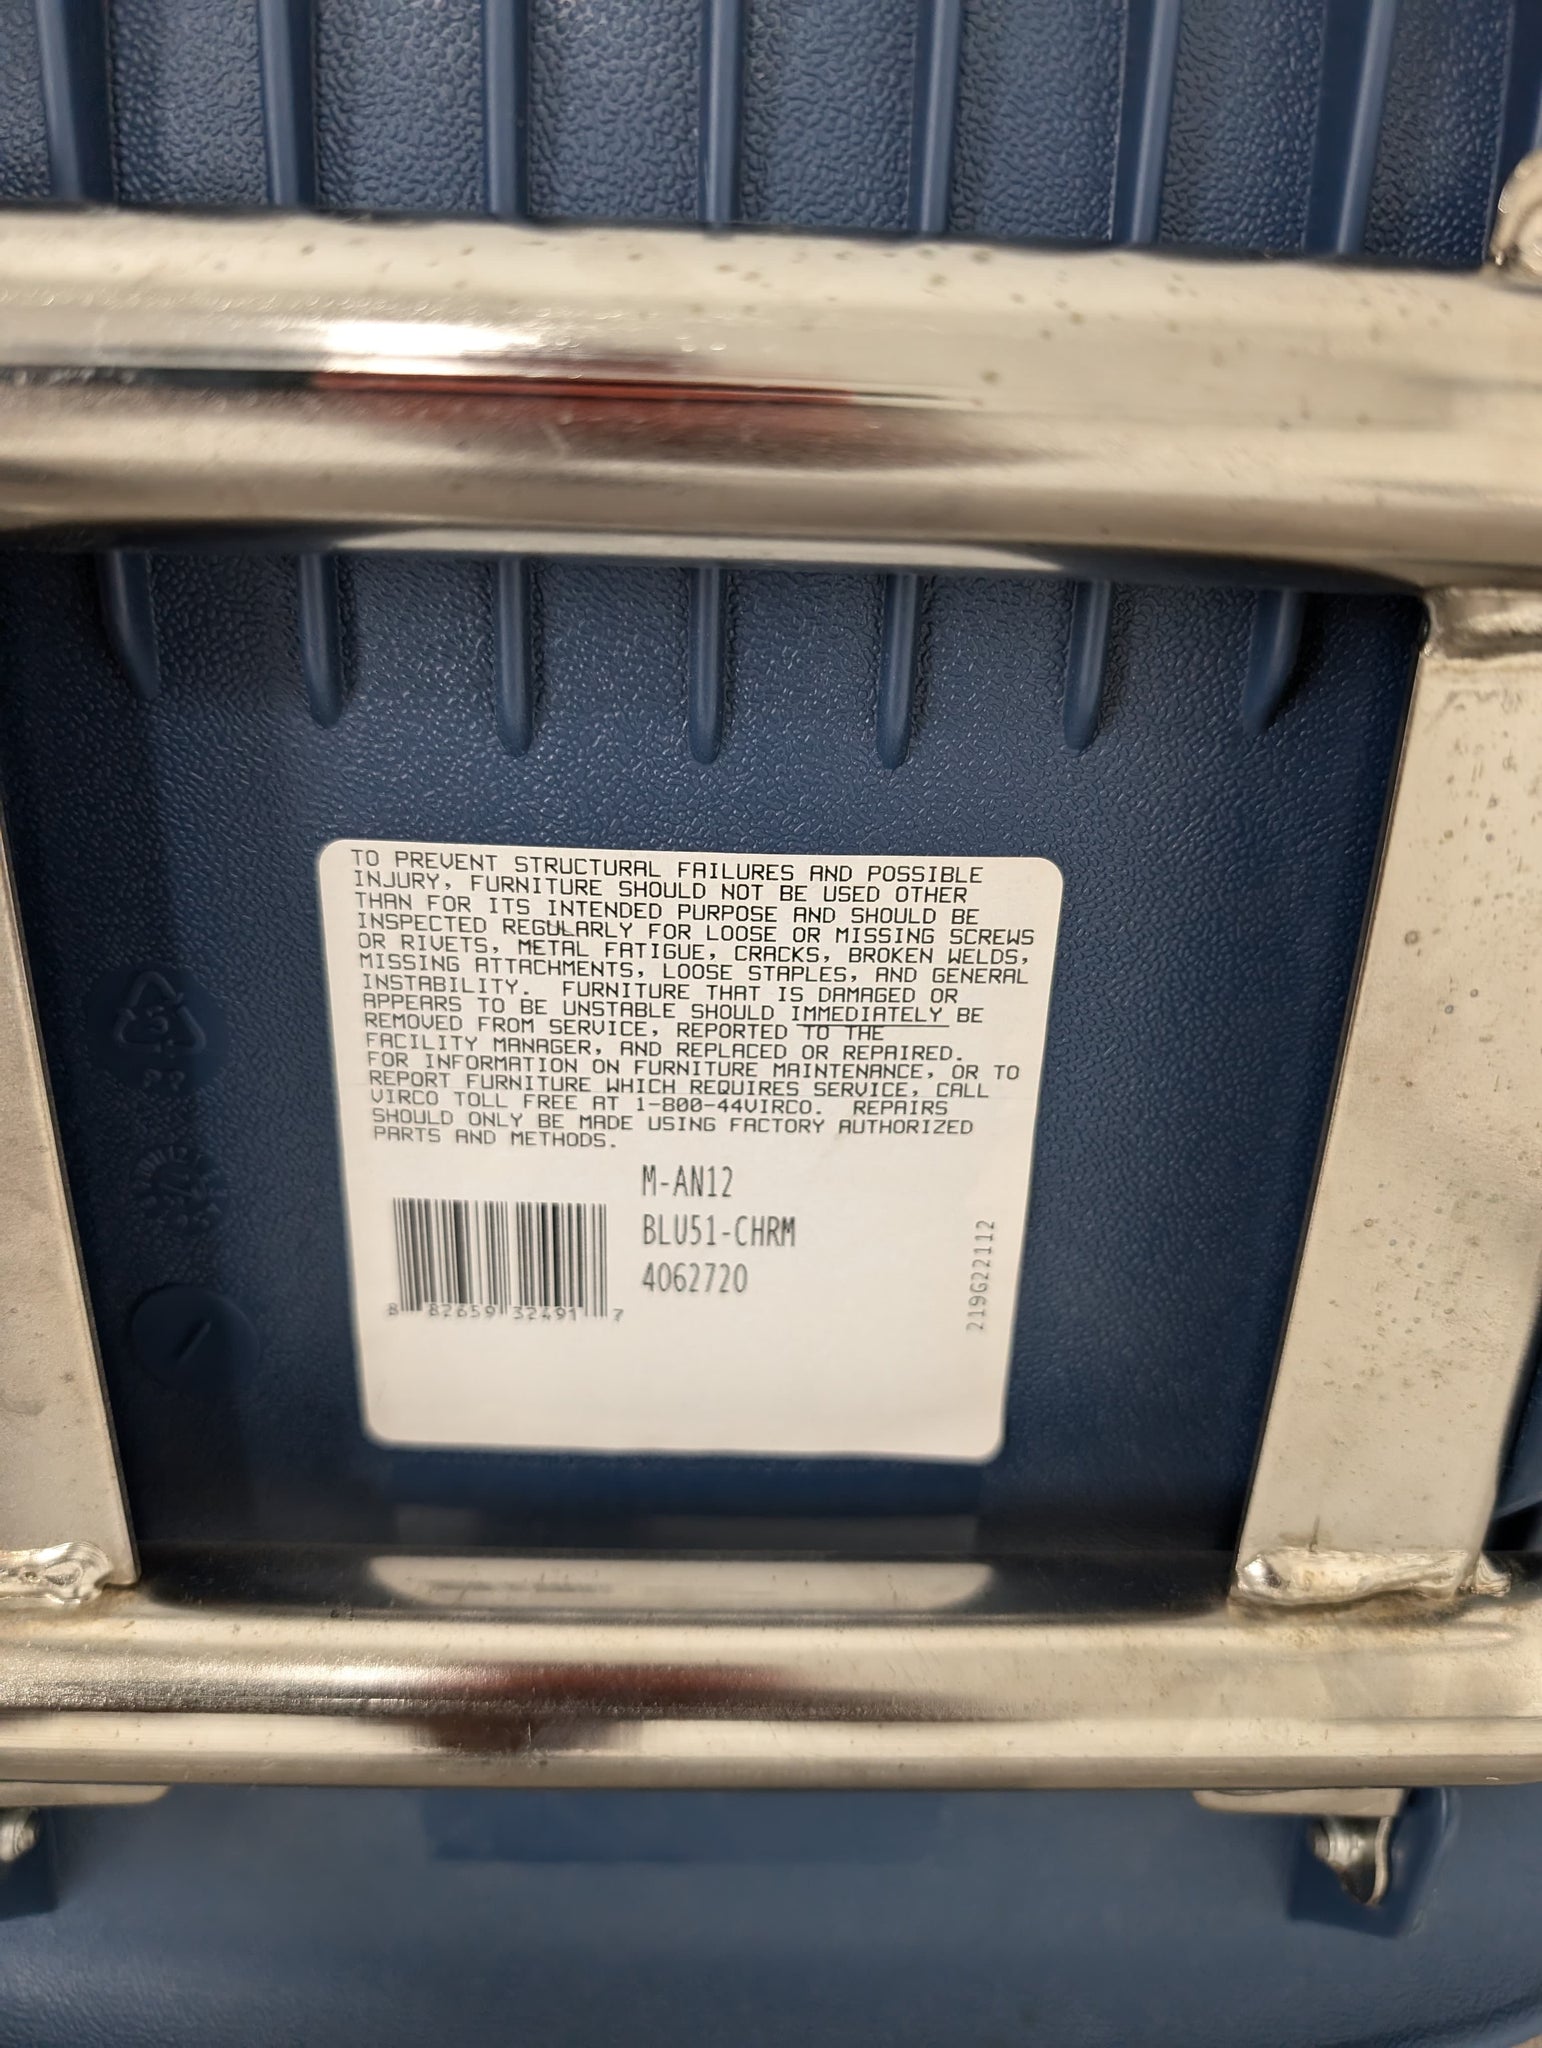 TO PREVENT STRUCTURAL FAILURES AND POSSIBLE
INJURY, FURNITURE SHOULD NOT BE USED OTHER
THAN FOR ITS INTENDED PURPOSE AND SHOULD BE
INSPECTED REGULARLY FOR LOOSE OR MISSING SCREWS
OR RIVETS, METAL FATIGUE, CRACKS, BROKEN WELDS,
MISSING ATTACHMENTS, LOOSE STAPLES, AND GENERAL
INSTABILITY. FURNITURE THAT IS DAMAGED OR
APPEARS TO BE UNSTABLE SHOULD IMMEDIATELY BE
REMOVED FROM SERVICE, REPORTED TO THE
FACILITY MANAGER, AND REPLACED OR REPAIRED.
FOR INFORMATION ON FURNITURE MAINTENANCE, OR TO
REPORT FURNITURE WHICH REQUIRES SERVICE, CALL
VIRCO TOLL FREE AT 1-800-44VIRCO. REPAIRS
SHOULD ONLY BE MADE USING FACTORY AUTHORIZED
PARTS AND METHODS.
M-AN12
BLU51-CHRM
4062720
8 82659 32491 7
219G22112
5